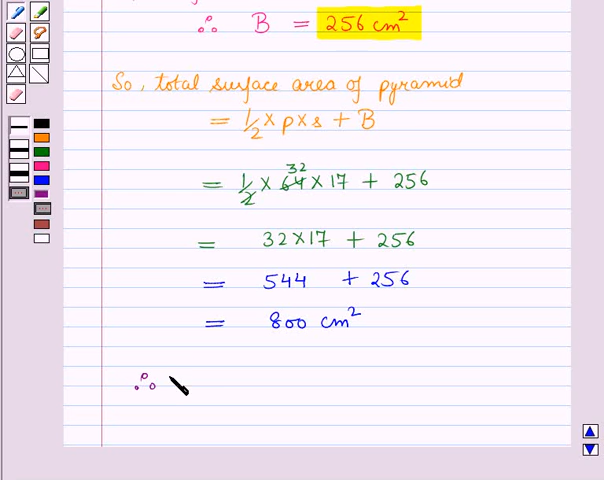 ∴ B = 256 cm²
So, total surface area of pyramid
= 1/2 × p × s + B
= 1/2 × 64 32 × 17 + 256
= 32 × 17 + 256
= 544 + 256
= 800 cm²
∴